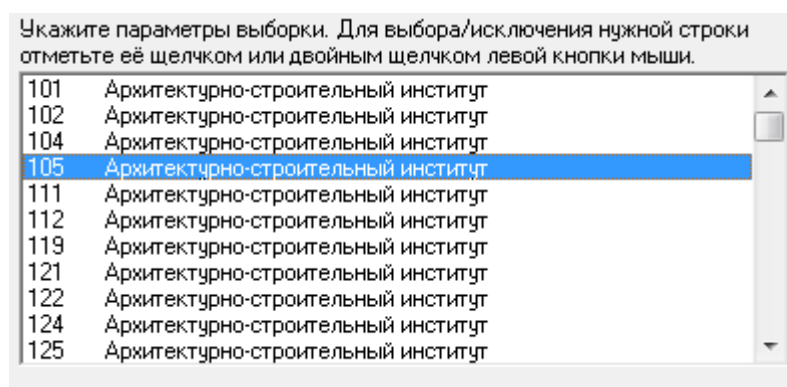 Укажите параметры выборки. Для выбора/исключения нужной строки
отметьте её щелчком или двойным щелчком левой кнопки мыши.
101 Архитектурно-строительный институт
102 Архитектурно-строительный институт
104 Архитектурно-строительный институт
105 Архитектурно-строительный институт
111 Архитектурно-строительный институт
112 Архитектурно-строительный институт
119 Архитектурно-строительный институт
121 Архитектурно-строительный институт
122 Архитектурно-строительный институт
124 Архитектурно-строительный институт
125 Архитектурно-строительный институт